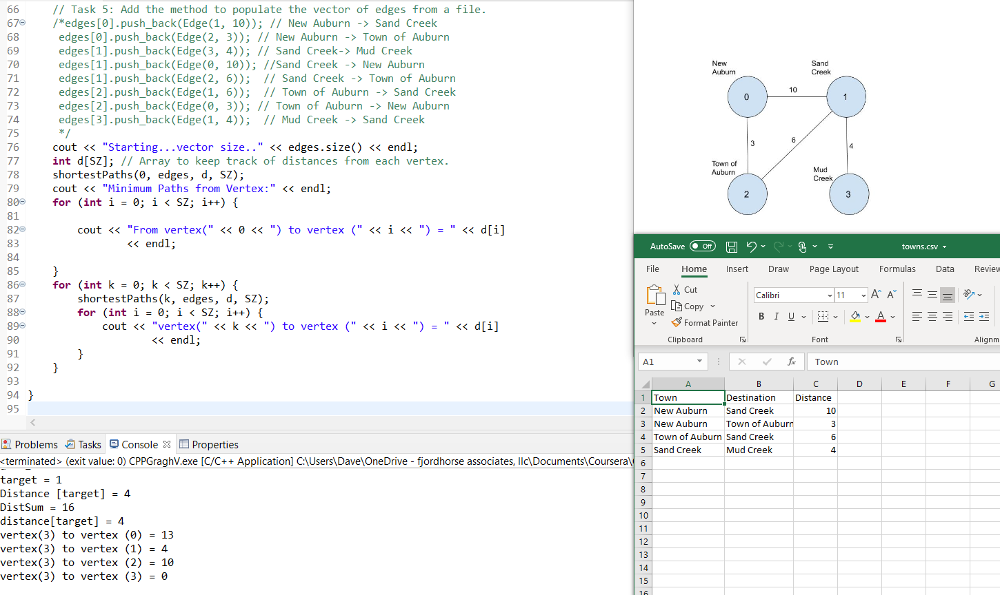 66    // Task 5: Add the method to populate the vector of edges from a file.
67    /*edges[0].push_back(Edge(1, 10)); // New Auburn -> Sand Creek
68     edges[0].push_back(Edge(2, 3)); // New Auburn -> Town of Auburn
69     edges[1].push_back(Edge(3, 4)); // Sand Creek-> Mud Creek
70     edges[1].push_back(Edge(0, 10)); //Sand Creek -> New Auburn
71     edges[1].push_back(Edge(2, 6));  // Sand Creek -> Town of Auburn
72     edges[2].push_back(Edge(1, 6));  // Town of Auburn -> Sand Creek
73     edges[2].push_back(Edge(0, 3)); // Town of Auburn -> New Auburn
74     edges[3].push_back(Edge(1, 4));  // Mud Creek -> Sand Creek
75     */
76    cout << "Starting...vector size.." << edges.size() << endl;
77    int d[SZ]; // Array to keep track of distances from each vertex.
78    shortestPaths(0, edges, d, SZ);
79    cout << "Minimum Paths from Vertex:" << endl;
80    for (int i = 0; i < SZ; i++) {
81
82        cout << "From vertex(" << 0 << ") to vertex (" << i << ") = " << d[i]
83                << endl;
84
85    }
86    for (int k = 0; k < SZ; k++) {
87        shortestPaths(k, edges, d, SZ);
88        for (int i = 0; i < SZ; i++) {
89            cout << "vertex(" << k << ") to vertex (" << i << ") = " << d[i]
90                    << endl;
91        }
92    }
93
94 }
95
Problems Tasks Console Properties
<terminated> (exit value: 0) CPPGraghV.exe [C/C++ Application] C:\Users\Dave\OneDrive - fjordhorse associates, llc\Documents\Coursera\
target = 1
Distance [target] = 4
DistSum = 16
distance[target] = 4
vertex(3) to vertex (0) = 13
vertex(3) to vertex (1) = 4
vertex(3) to vertex (2) = 10
vertex(3) to vertex (3) = 0
New
Auburn
Sand
Creek
0
10
1
3
6
4
Town of
Auburn
Mud
Creek
2
3
AutoSave Off towns.csv
File Home Insert Draw Page Layout Formulas Data Review
Paste
Cut
Copy
Format Painter
Clipboard
Calibri 11 A A
B I U A
Font
Alignm
A1 fx Town
A B C D E F G
1 Town Destination Distance
2 New Auburn Sand Creek 10
3 New Auburn Town of Auburn 3
4 Town of Auburn Sand Creek 6
5 Sand Creek Mud Creek 4
6
7
8
9
10
11
12
13
14
15
16